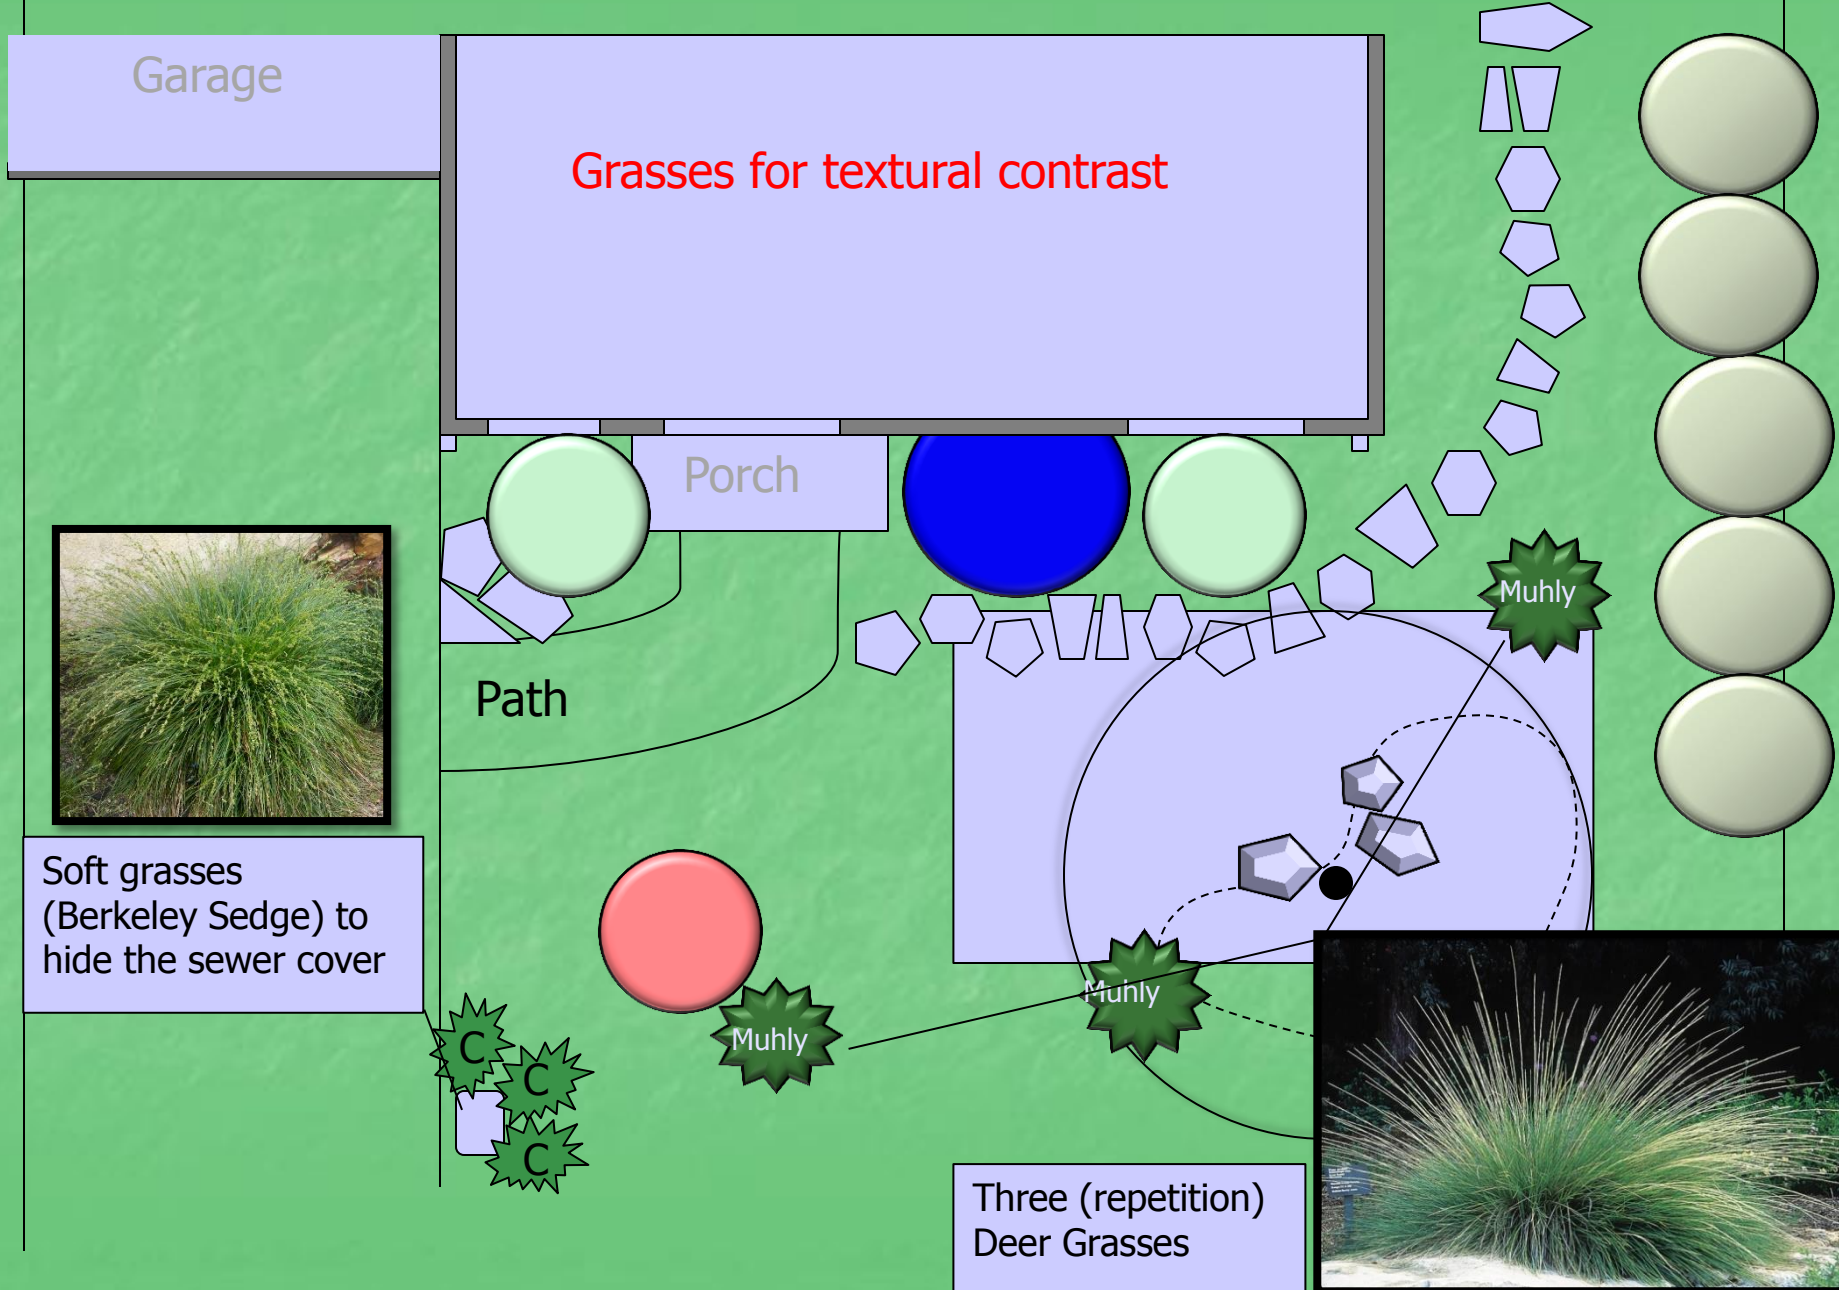 Garage
Grasses for textural contrast
Porch
Muhly
Path
Soft grasses
(Berkeley Sedge) to
hide the sewer cover
Muhly
Muhly
C
C
C
Three (repetition)
Deer Grasses